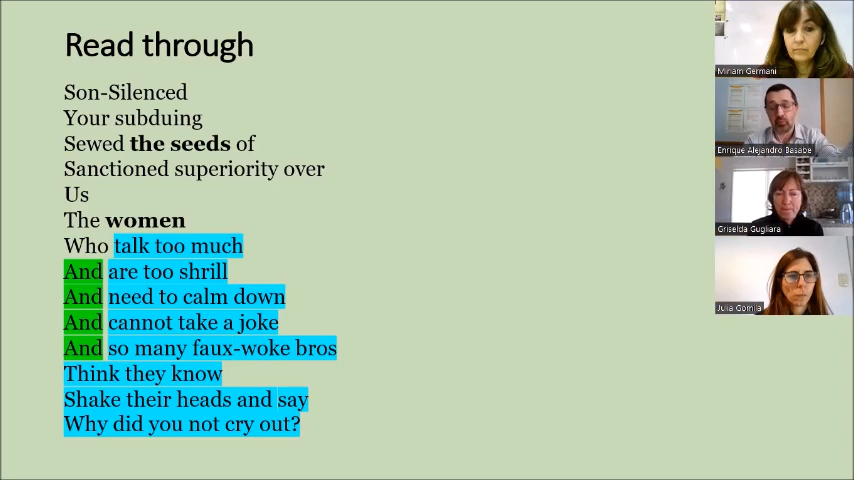 Read through
Son-Silenced
Your subduing
Sewed the seeds of
Sanctioned superiority over
Us
The women
Who talk too much
And are too shrill
And need to calm down
And cannot take a joke
And so many faux-woke bros
Think they know
Shake their heads and say
Why did you not cry out?
Miriam Germani
Enrique Alejandro Basabe
Griselda Gugliara
Julia Gomila